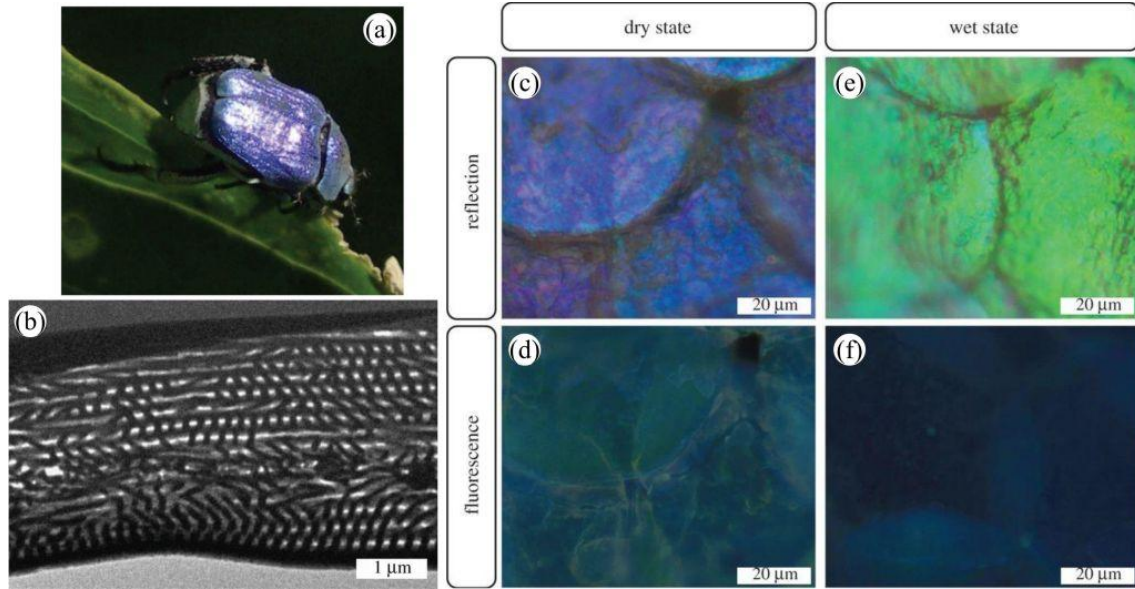 dry state
wet state
(a)
(c)
(e)
reflection
20 µm
20 µm
(b)
(d)
(f)
fluorescence
1 µm
20 µm
20 µm